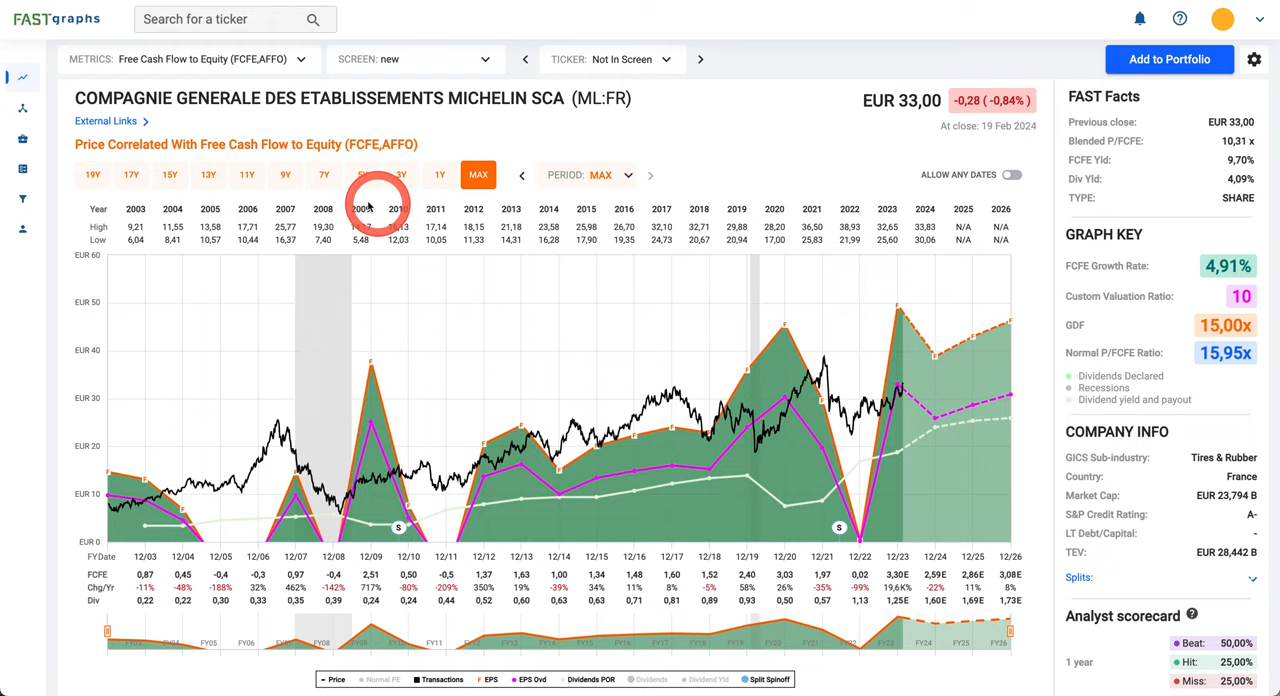 FAST graphs
Search for a ticker
METRICS: Free Cash Flow to Equity (FCFE,AFFO)
SCREEN: new
TICKER: Not In Screen
Add to Portfolio
COMPAGNIE GENERALE DES ETABLISSEMENTS MICHELIN SCA (ML:FR)
EUR 33,00 -0,28 ( -0,84% )
External Links
At close: 19 Feb 2024
Price Correlated With Free Cash Flow to Equity (FCFE,AFFO)
19Y 17Y 15Y 13Y 11Y 9Y 7Y 5Y 3Y 1Y MAX
PERIOD: MAX
ALLOW ANY DATES
Year 2003 2004 2005 2006 2007 2008 2009 2010 2011 2012 2013 2014 2015 2016 2017 2018 2019 2020 2021 2022 2023 2024 2025 2026
High 9,21 11,55 13,58 17,71 25,77 19,30 17,14 18,15 21,18 23,58 25,98 26,70 32,10 32,71 29,88 28,20 36,50 38,93 32,65 33,83 N/A N/A
Low 6,04 8,41 10,57 10,44 16,37 7,40 5,48 12,03 10,05 11,33 14,31 16,28 17,90 19,35 24,73 20,67 20,94 17,00 25,83 21,99 25,60 30,06 N/A N/A
EUR 60
EUR 50
EUR 40
EUR 30
EUR 20
EUR 10
EUR 0
F F F F F F F F F F F F F F F F F F
S S
FYDate 12/03 12/04 12/05 12/06 12/07 12/08 12/09 12/10 12/11 12/12 12/13 12/14 12/15 12/16 12/17 12/18 12/19 12/20 12/21 12/22 12/23 12/24 12/25 12/26
FCFE 0,87 0,45 -0,4 -0,3 0,97 -0,4 2,51 0,50 -0,5 1,37 1,63 1,00 1,34 1,48 1,60 1,52 2,40 3,03 1,97 0,02 3,30E 2,59E 2,86E 3,08E
Chg/Yr -11% -48% -188% 32% 462% -142% 717% -80% -209% 350% 19% -39% 34% 11% 8% -5% 58% 26% -35% -99% 19,6K% -22% 11% 8%
Div 0,22 0,22 0,30 0,33 0,35 0,39 0,24 0,24 0,44 0,52 0,60 0,63 0,63 0,71 0,81 0,89 0,93 0,50 0,57 1,13 1,25E 1,60E 1,69E 1,73E
FY03 FY04 FY05 FY06 FY07 FY08 FY09 FY10 FY11 FY12 FY13 FY14 FY15 FY16 FY17 FY18 FY19 FY20 FY21 FY22 FY23 FY24 FY25 FY26
Price Normal PE Transactions F EPS EPS Ovd Dividends POR Dividends Dividend Yld Split Spinoff
FAST Facts
Previous close: EUR 33,00
Blended P/FCFE: 10,31 x
FCFE Yld: 9,70%
Div Yld: 4,09%
TYPE: SHARE
GRAPH KEY
FCFE Growth Rate: 4,91%
Custom Valuation Ratio: 10
GDF 15,00x
Normal P/FCFE Ratio: 15,95x
Dividends Declared
Recessions
Dividend yield and payout
COMPANY INFO
GICS Sub-industry: Tires & Rubber
Country: France
Market Cap: EUR 23,794 B
S&P Credit Rating: A-
LT Debt/Capital: -
TEV: EUR 28,442 B
Splits:
Analyst scorecard
1 year
Beat: 50,00%
Hit: 25,00%
Miss: 25,00%